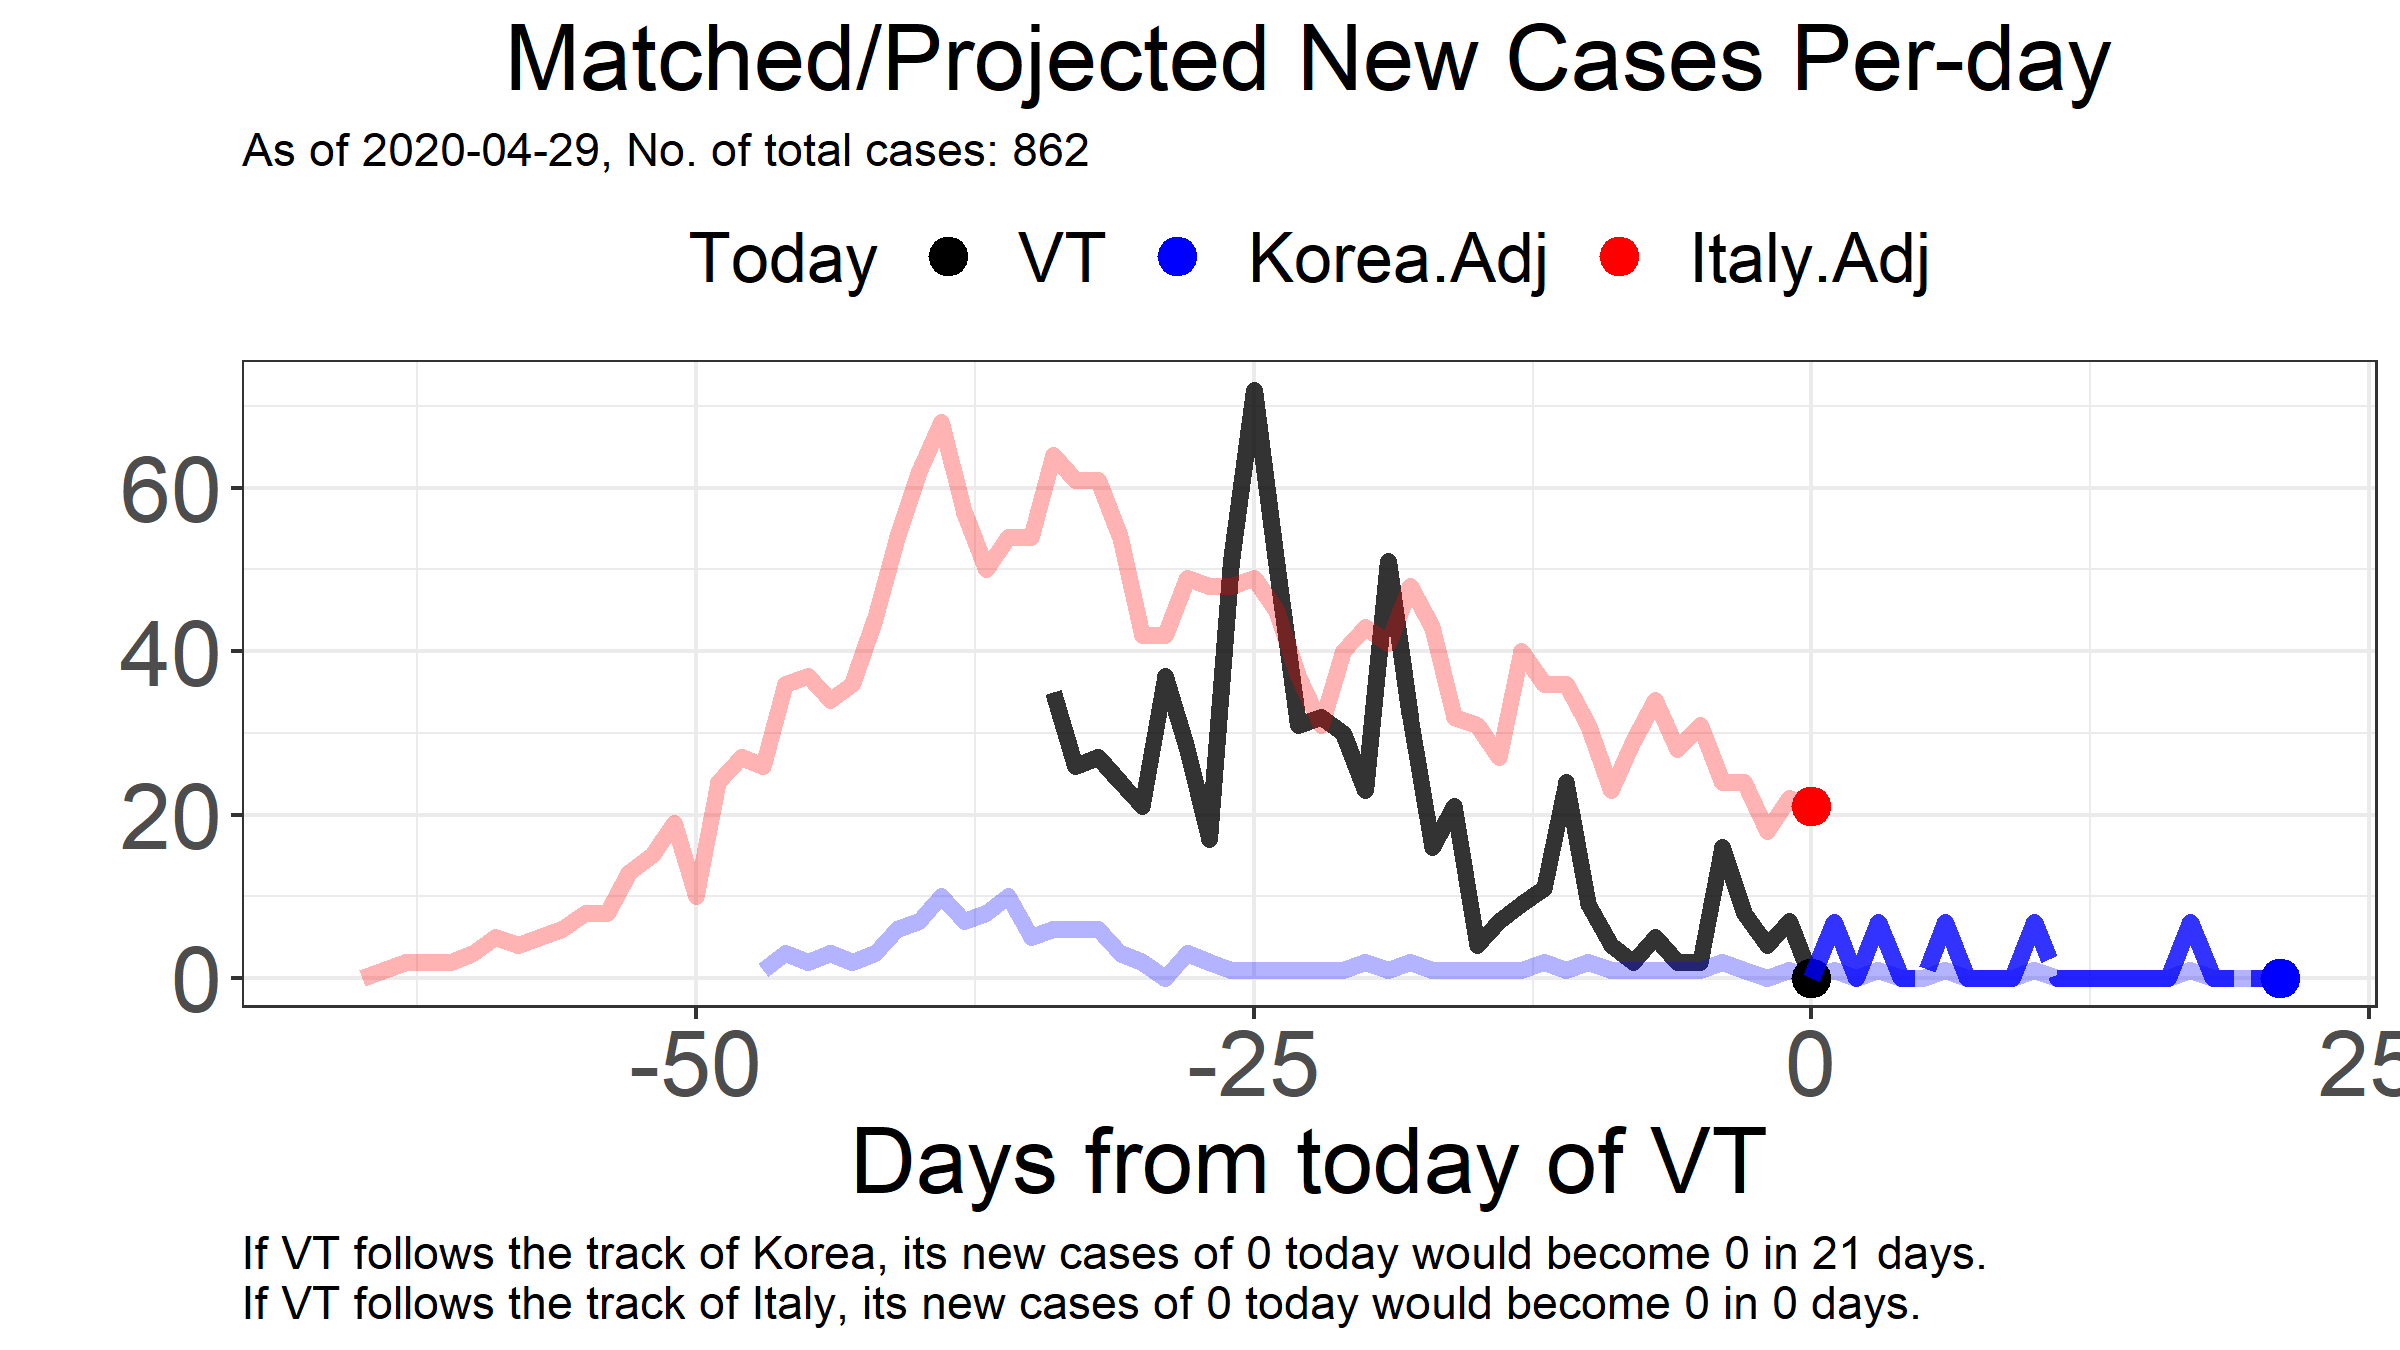 Matched/Projected New Cases Per-day
As of 2020-04-29, No. of total cases: 862
Today VT Korea.Adj Italy.Adj
60
40
20
0
-50 -25 0 25
Days from today of VT
If VT follows the track of Korea, its new cases of 0 today would become 0 in 21 days.
If VT follows the track of Italy, its new cases of 0 today would become 0 in 0 days.